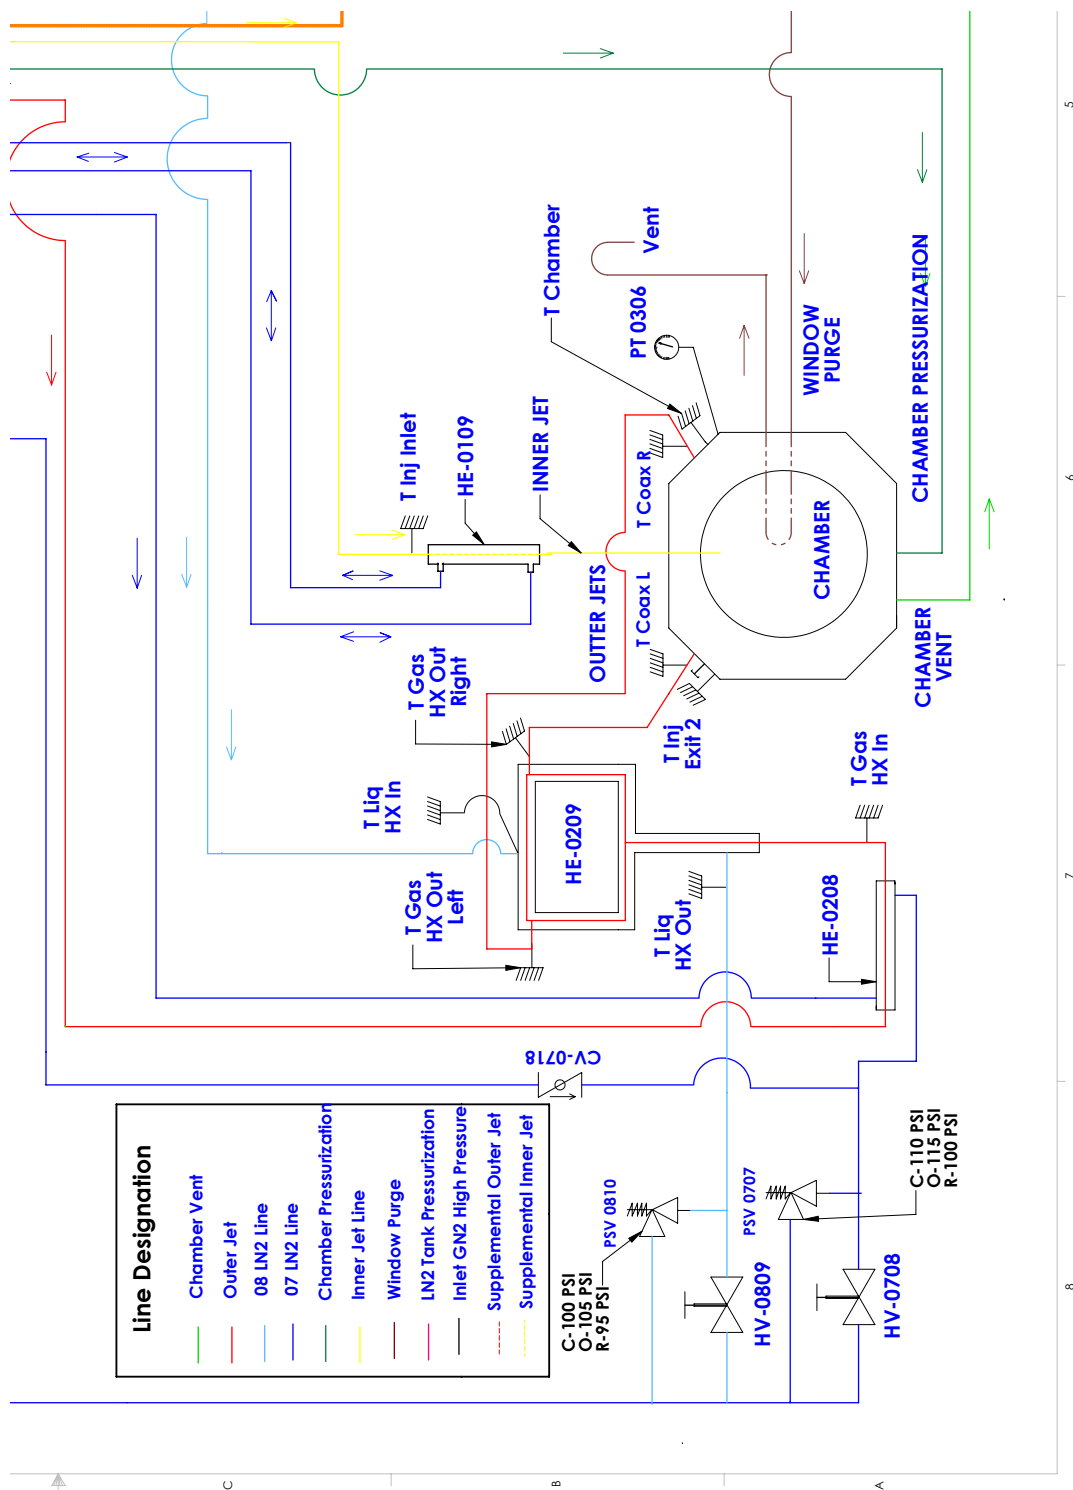 Line Designation
Chamber Vent
Outer Jet
08 LN2 Line
07 LN2 Line
Chamber Pressurization
Inner Jet Line
Window Purge
LN2 Tank Pressurization
Inlet GN2 High Pressure
Supplemental Outer Jet
Supplemental Inner Jet
CV-0718
C-100 PSI
O-105 PSI
R-95 PSI
PSV 0810
HV-0809
PSV 0707
HV-0708
C-110 PSI
O-115 PSI
R-100 PSI
T Liq
HX In
T Gas
HX Out
Left
T Gas
HX Out
Right
HE-0209
T Liq
HX Out
HE-0208
T Gas
HX In
T Inj
Exit 2
T Inj Inlet
HE-0109
INNER JET
OUTTER JETS
T Coax L
T Coax R
T Chamber
PT 0306
Vent
WINDOW
PURGE
CHAMBER
CHAMBER PRESSURIZATION
CHAMBER
VENT
5
6
7
8
C
B
A